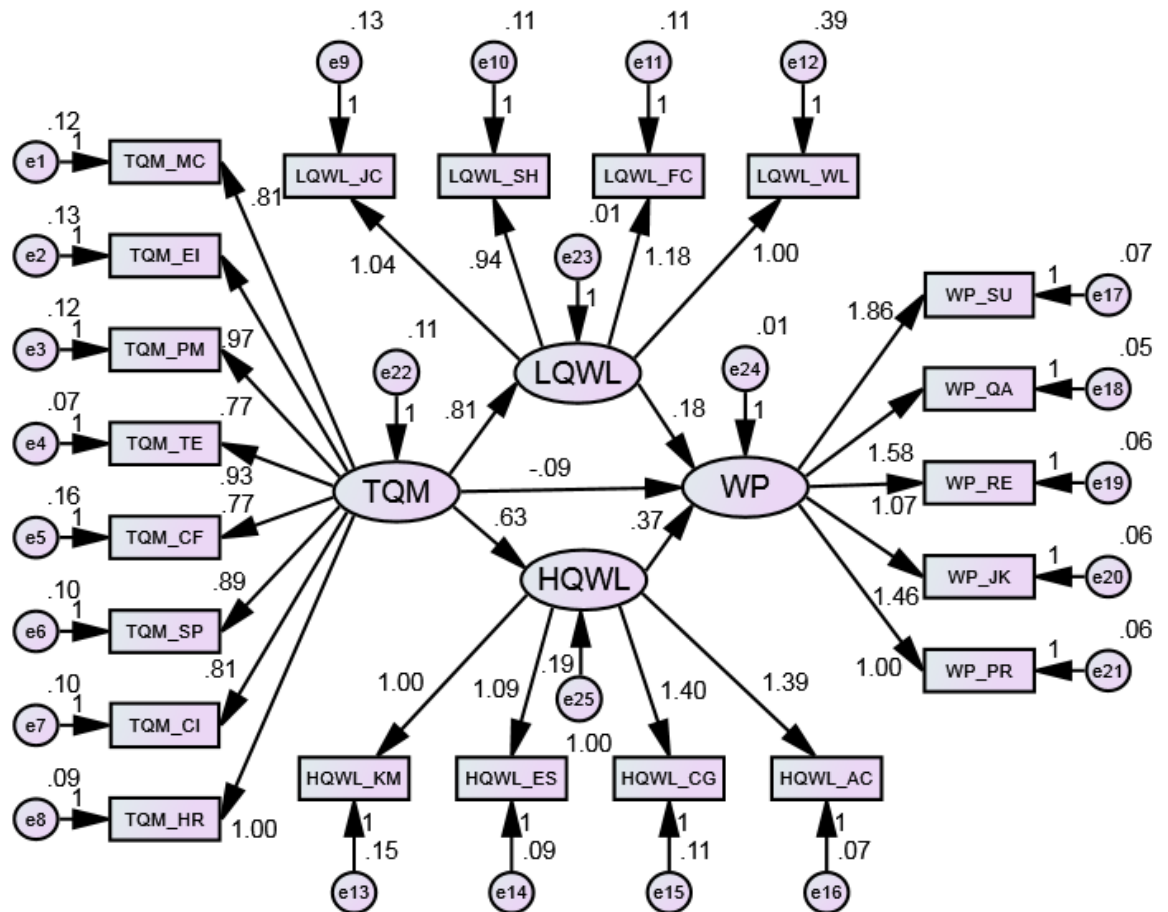 .13
.11
.11
.39
e9
e10
e11
e12
1
1
1
1
.12
1
e1
TQM_MC
LQWL_JC
LQWL_SH
LQWL_FC
LQWL_WL
.81
.13
1
e2
TQM_EI
.01
e23
1.04
.94
1
1.18
1.00
.07
1
e17
WP_SU
.12
1
e3
TQM_PM
.97
1.86
.11
e22
1
LQWL
.01
e24
1
.05
1
e18
WP_QA
.77
.07
1
e4
TQM_TE
.81
.18
.93
1.58
.06
1
e19
WP_RE
TQM
-.09
WP
1.07
.16
1
e5
TQM_CF
.77
.63
.37
.06
1
e20
WP_JK
HQWL
.89
1.46
.10
1
e6
TQM_SP
.06
1
e21
WP_PR
.81
1.00
1.00
1.09
.19
e25
1.00
1.40
1.39
.10
1
e7
TQM_CI
HQWL_KM
HQWL_ES
HQWL_CG
HQWL_AC
.09
1
e8
TQM_HR
1.00
1
1
1
1
.15
.09
.11
.07
e13
e14
e15
e16